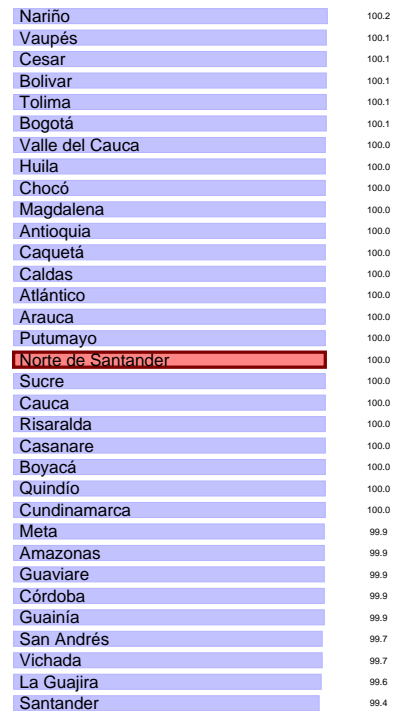 Nariño 100.2
Vaupés 100.1
Cesar 100.1
Bolivar 100.1
Tolima 100.1
Bogotá 100.1
Valle del Cauca 100.0
Huila 100.0
Chocó 100.0
Magdalena 100.0
Antioquia 100.0
Caquetá 100.0
Caldas 100.0
Atlántico 100.0
Arauca 100.0
Putumayo 100.0
Norte de Santander 100.0
Sucre 100.0
Cauca 100.0
Risaralda 100.0
Casanare 100.0
Boyacá 100.0
Quindío 100.0
Cundinamarca 100.0
Meta 99.9
Amazonas 99.9
Guaviare 99.9
Córdoba 99.9
Guainía 99.9
San Andrés 99.7
Vichada 99.7
La Guajira 99.6
Santander 99.4